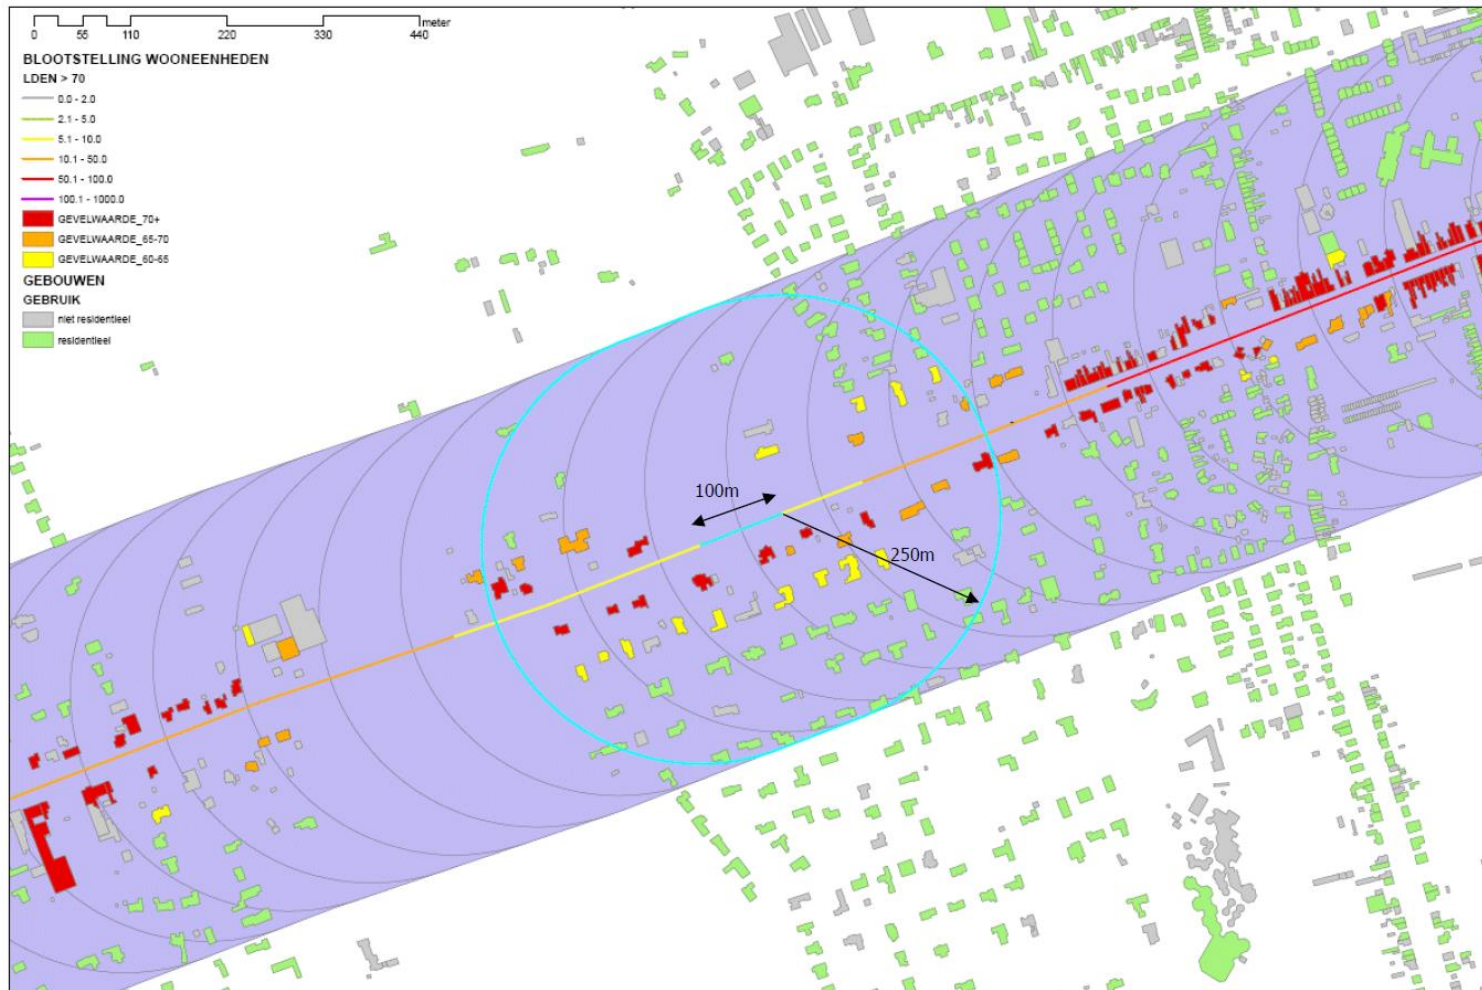 0 55 110 220 330 440 meter
BLOOTSTELLING WOONEENHEDEN
LDEN > 70
0.0 - 2.0
2.1 - 5.0
5.1 - 10.0
10.1 - 50.0
50.1 - 100.0
100.1 - 1000.0
GEVELWAARDE_70+
GEVELWAARDE_65-70
GEVELWAARDE_60-65
GEBOUWEN
GEBRUIK
niet residentieel
residentieel
100m
250m